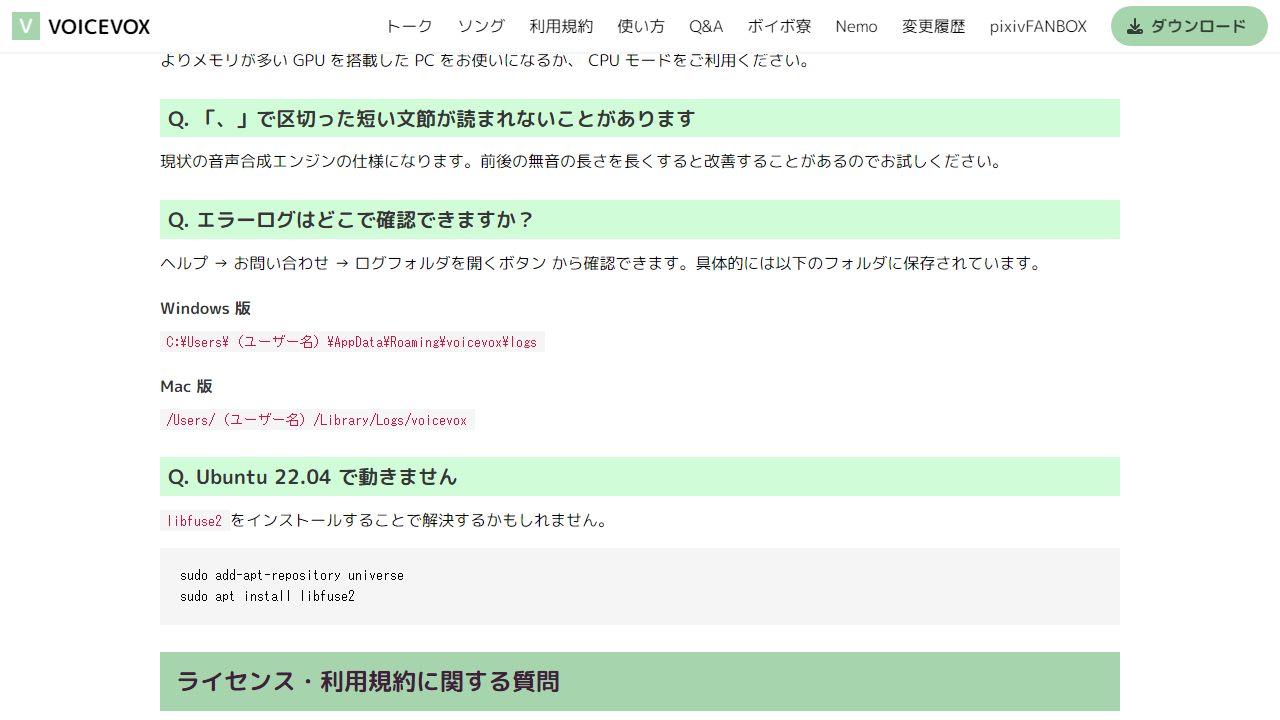 V VOICEVOX トーク ソング 利用規約 使い方 Q&A ボイボ寮 Nemo 変更履歴 pixivFANBOX ダウンロード
よりメモリが多い GPU を搭載した PC をお使いになるか、 CPU モードをご利用ください。
Q. 「、」で区切った短い文節が読まれないことがあります
現状の音声合成エンジンの仕様になります。前後の無音の長さを長くすると改善することがあるのでお試しください。
Q. エラーログはどこで確認できますか？
ヘルプ → お問い合わせ → ログフォルダを開くボタン から確認できます。具体的には以下のフォルダに保存されています。
Windows 版
C:¥Users¥（ユーザー名）¥AppData¥Roaming¥voicevox¥logs
Mac 版
/Users/（ユーザー名）/Library/Logs/voicevox
Q. Ubuntu 22.04 で動きません
libfuse2 をインストールすることで解決するかもしれません。
sudo add-apt-repository universe
sudo apt install libfuse2
ライセンス・利用規約に関する質問